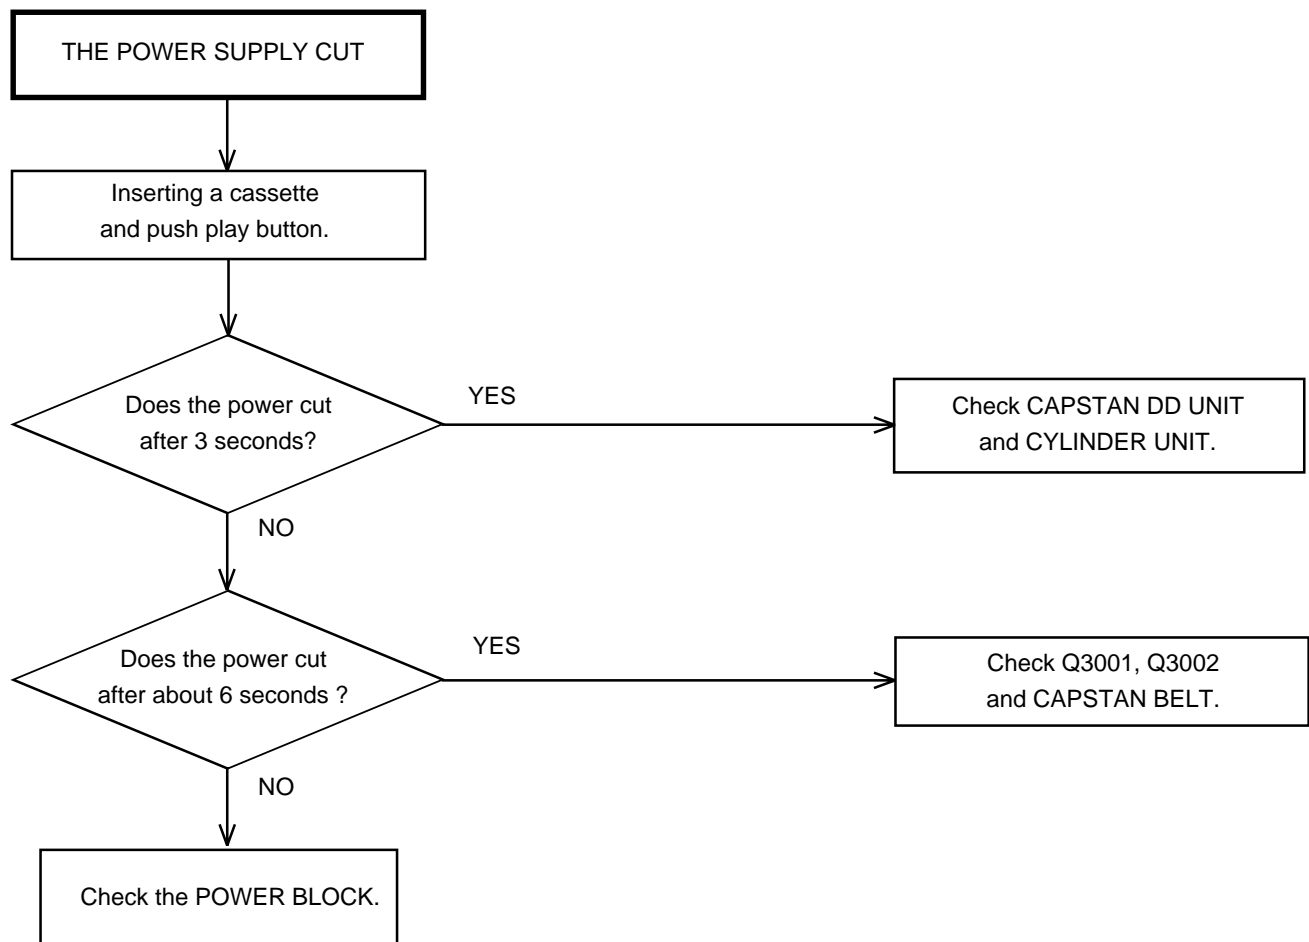 THE POWER SUPPLY CUT
Inserting a cassette
and push play button.
Does the power cut
after 3 seconds?
YES
Check CAPSTAN DD UNIT
and CYLINDER UNIT.
NO
Does the power cut
after about 6 seconds ?
YES
Check Q3001, Q3002
and CAPSTAN BELT.
NO
Check the POWER BLOCK.